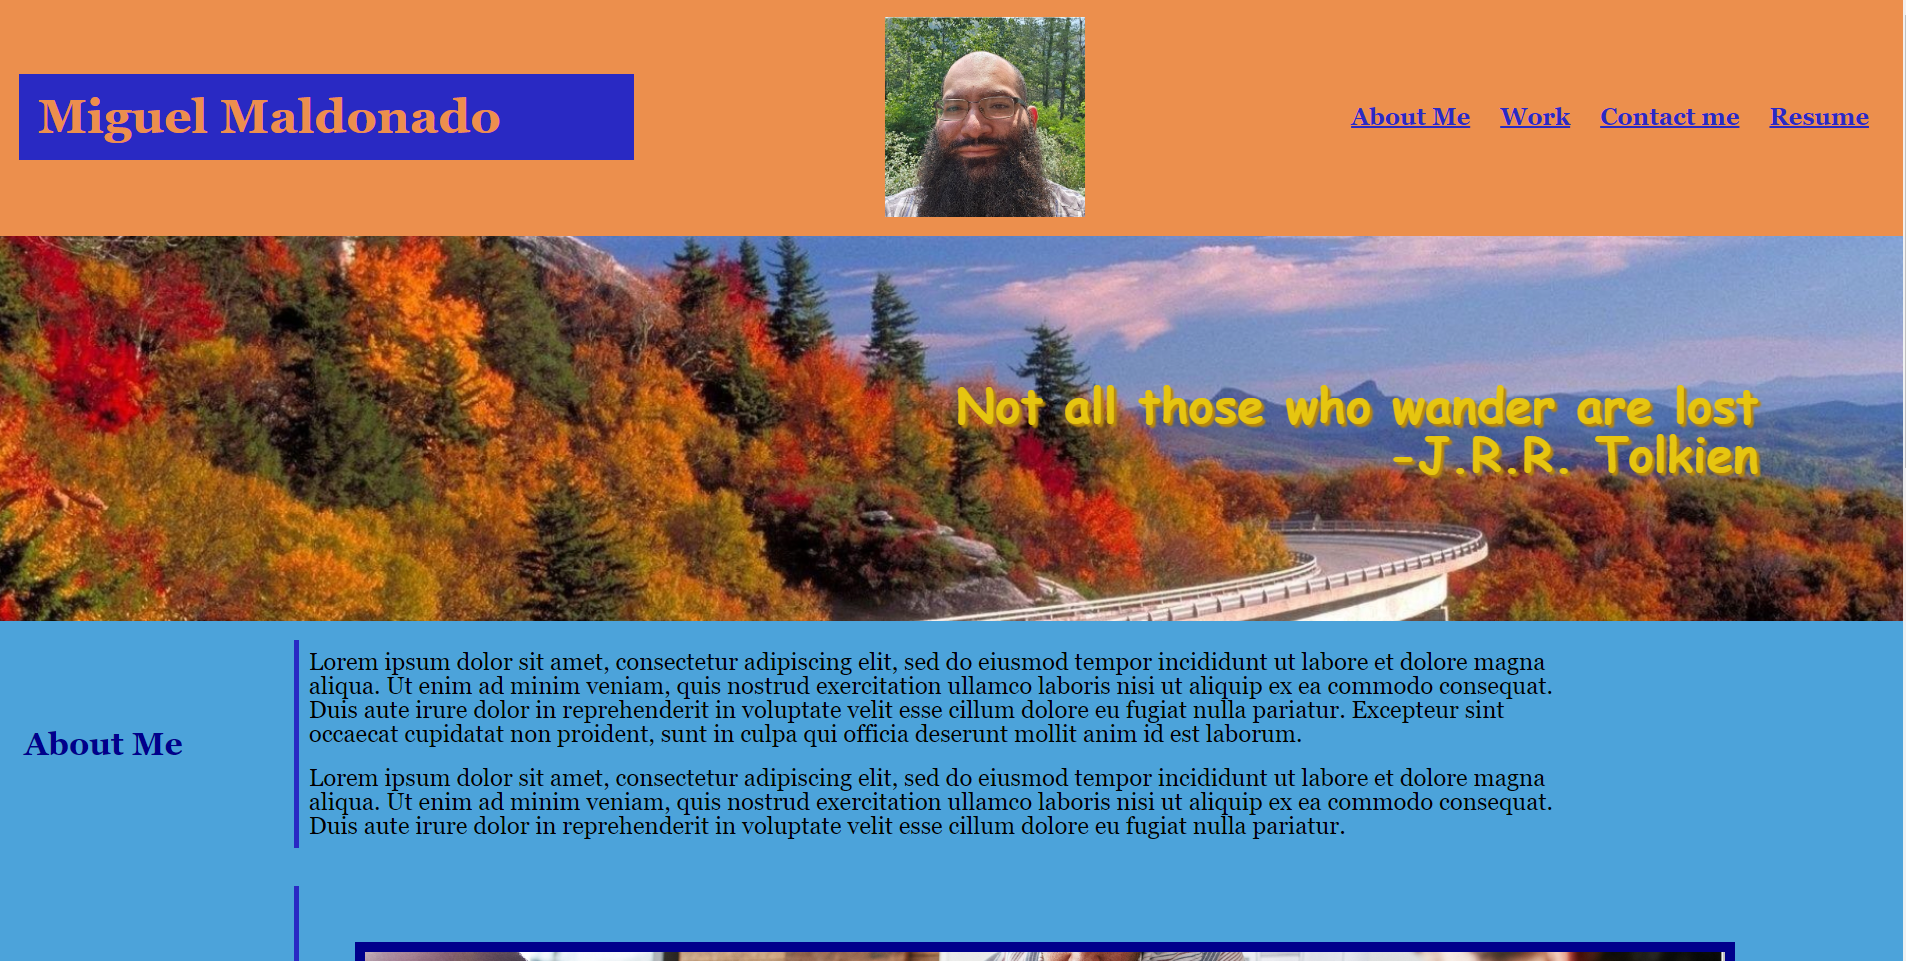 Miguel Maldonado
About Me Work Contact me Resume
Not all those who wander are lost
-J.R.R. Tolkien
Lorem ipsum dolor sit amet, consectetur adipiscing elit, sed do eiusmod tempor incididunt ut labore et dolore magna
aliqua. Ut enim ad minim veniam, quis nostrud exercitation ullamco laboris nisi ut aliquip ex ea commodo consequat.
Duis aute irure dolor in reprehenderit in voluptate velit esse cillum dolore eu fugiat nulla pariatur. Excepteur sint
occaecat cupidatat non proident, sunt in culpa qui officia deserunt mollit anim id est laborum.
About Me
Lorem ipsum dolor sit amet, consectetur adipiscing elit, sed do eiusmod tempor incididunt ut labore et dolore magna
aliqua. Ut enim ad minim veniam, quis nostrud exercitation ullamco laboris nisi ut aliquip ex ea commodo consequat.
Duis aute irure dolor in reprehenderit in voluptate velit esse cillum dolore eu fugiat nulla pariatur.